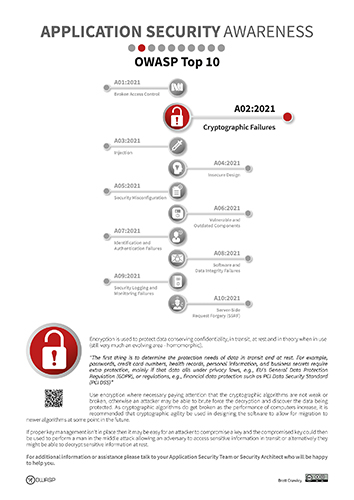 APPLICATION SECURITY AWARENESS
OWASP Top 10
A01:2021
Broken Access Control
A02:2021
Cryptographic Failures
A03:2021
Injection
A04:2021
Insecure Design
A05:2021
Security Misconfiguration
A06:2021
Vulnerable and
Outdated Components
A07:2021
Identification and
Authentication Failures
A08:2021
Software and
Data Integrity Failures
A09:2021
Security Logging and
Monitoring Failures
A10:2021
Server-Side
Request Forgery (SSRF)
Encryption is used to protect data conserving confidentiality, in transit, at rest and in theory when in use
(still very much an evolving area - homomorphic).
"The first thing is to determine the protection needs of data in transit and at rest. For example,
passwords, credit card numbers, health records, personal information, and business secrets require
extra protection, mainly if that data falls under privacy laws, e.g., EU's General Data Protection
Regulation (GDPR), or regulations, e.g., financial data protection such as PCI Data Security Standard
(PCI DSS)"
Use encryption where necessary paying attention that the cryptographic algorithms are not weak or
broken, otherwise an attacker may be able to brute force the decryption and discover the data being
protected. As cryptographic algorithms do get broken as the performance of computers increase, it is
recommended that cryptographic agility be used in designing the software to allow for migration to
newer algorithms at some point in the future.
If proper key management isn't in place then it may be easy for an attacker to compromise a key and the compromised key could then
be used to perform a man in the middle attack allowing an adversary to access sensitive information in transit or alternatively they
might be able to decrypt sensitive information at rest.
For additional information or assistance please talk to your Application Security Team or Security Architect who will be happy
to help you.
OWASP
Brett Crawley